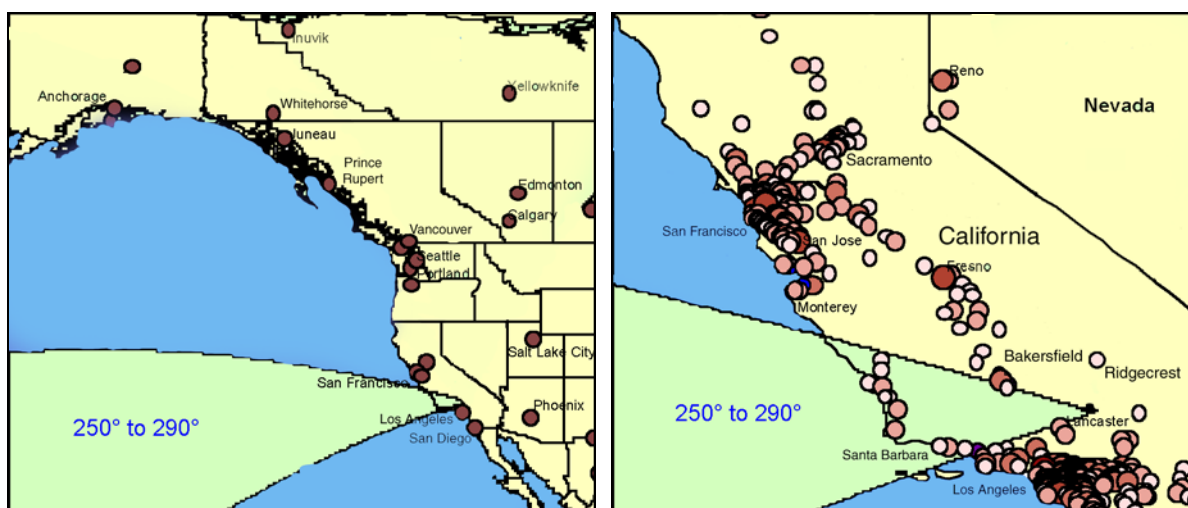 Inuvik
Yellowknife
Anchorage
Whitehorse
Juneau
Prince
Rupert
Edmonton
Calgary
Vancouver
Seattle
Portland
Salt Lake City
San Francisco
Phoenix
Los Angeles
San Diego
250° to 290°
Reno
Nevada
Sacramento
San Francisco
San Jose
California
Fresno
Monterey
Bakersfield
Ridgecrest
250° to 290°
Lancaster
Santa Barbara
Los Angeles